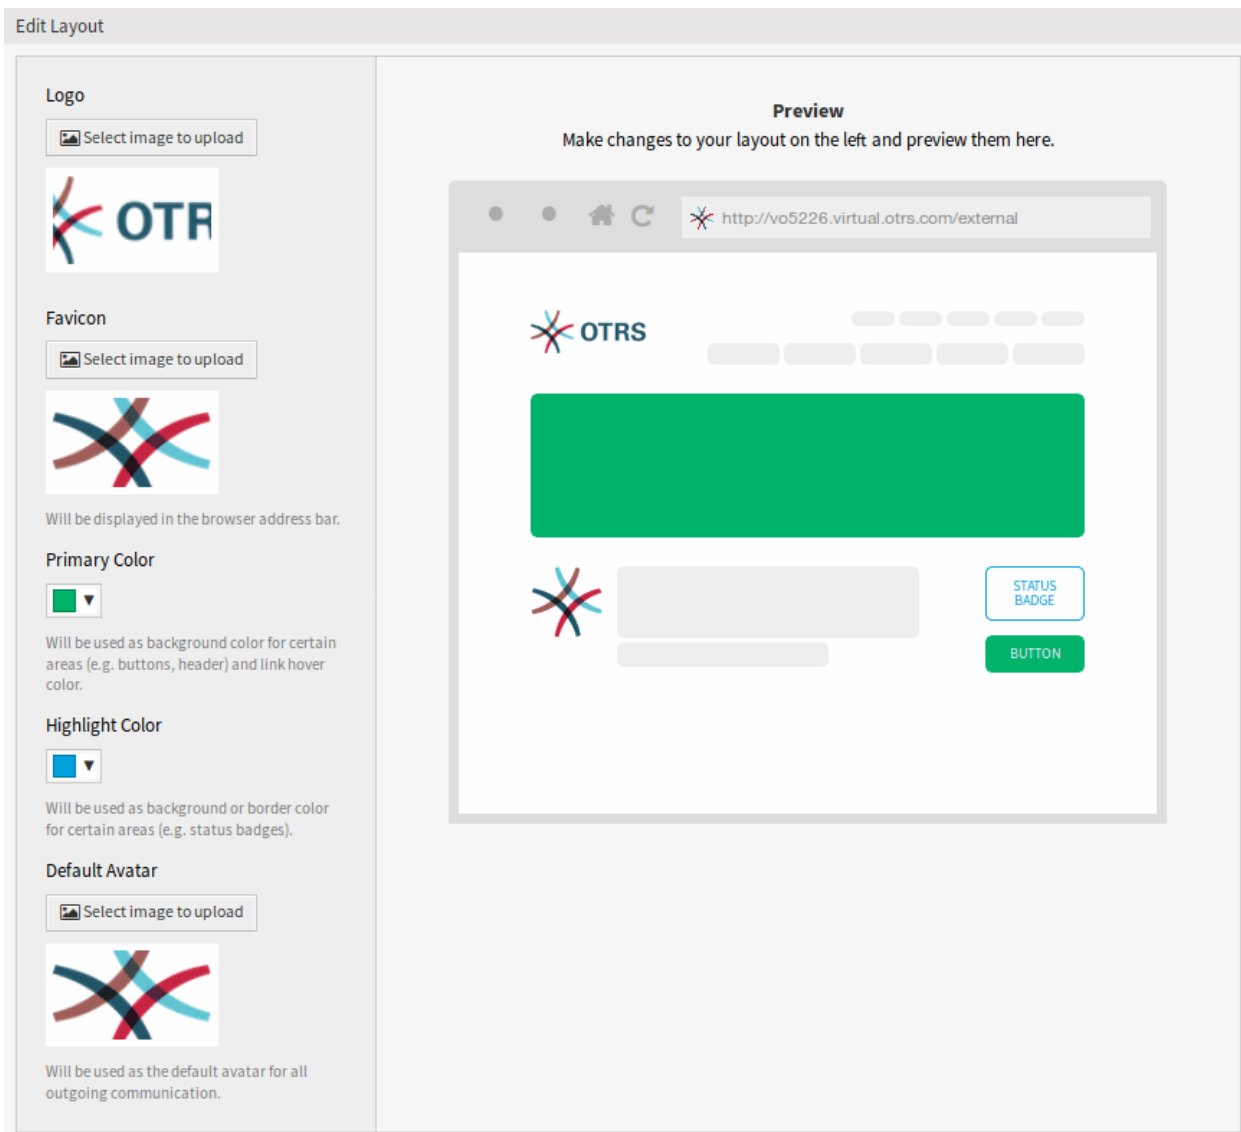 Edit Layout
Logo
Select image to upload
OTR
Favicon
Select image to upload
Will be displayed in the browser address bar.
Primary Color
Will be used as background color for certain
areas (e.g. buttons, header) and link hover
color.
Highlight Color
Will be used as background or border color
for certain areas (e.g. status badges).
Default Avatar
Select image to upload
Will be used as the default avatar for all
outgoing communication.
Preview
Make changes to your layout on the left and preview them here.
http://vo5226.virtual.otrs.com/external
OTRS
STATUS
BADGE
BUTTON